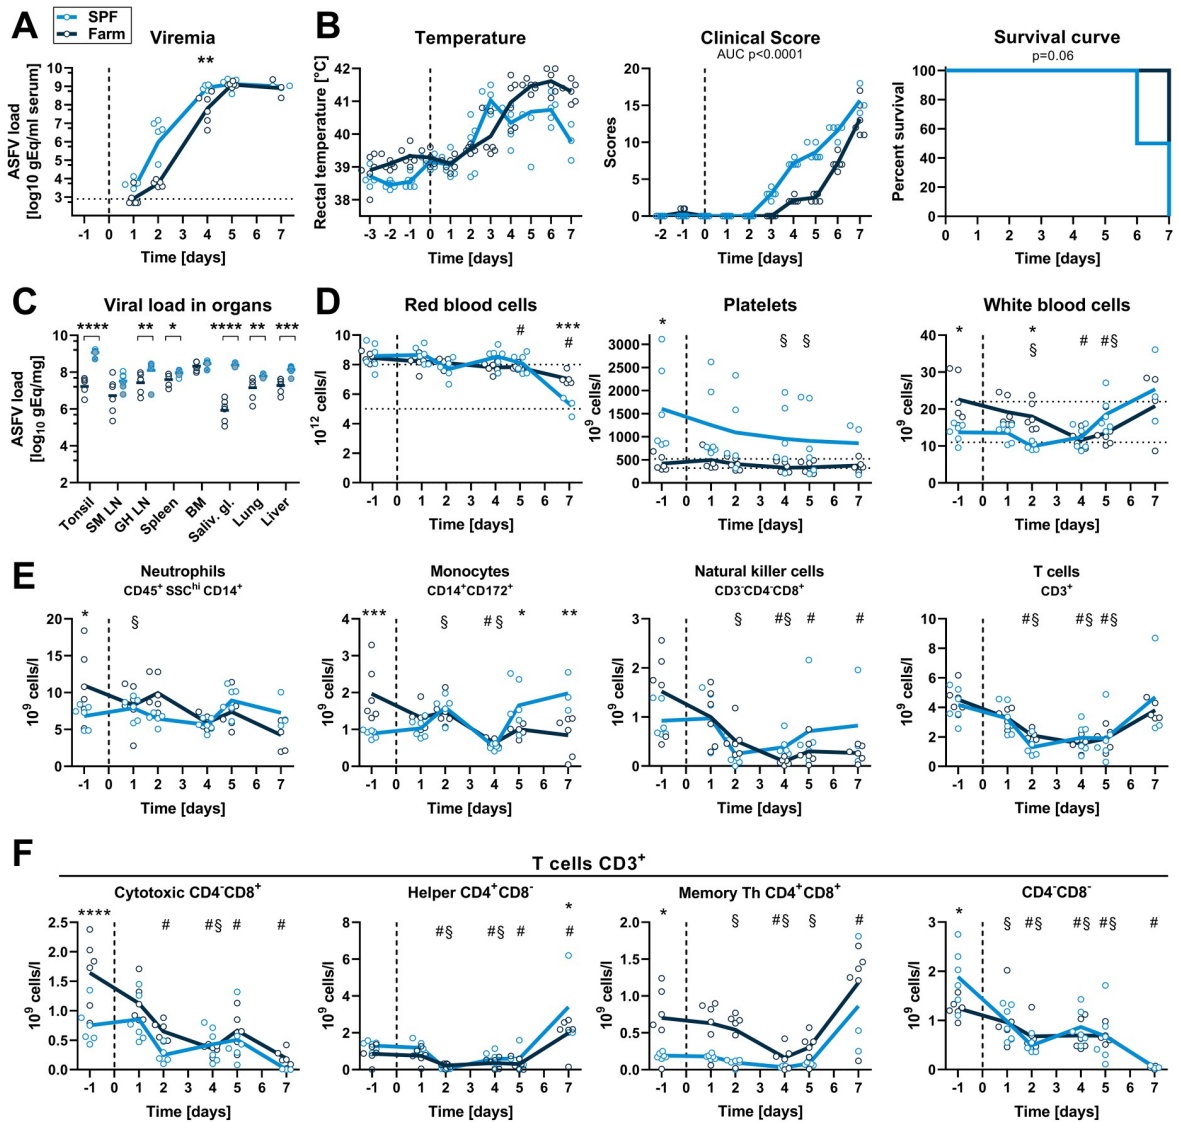 A
SPF
Farm
Viremia
**
ASFV load
[log10 gEq/ml serum]
10
9
8
7
6
5
4
3
-1 0 1 2 3 4 5 6 7
Time [days]
B
Temperature
Rectal temperature [°C]
42
41
40
39
38
-3 -2 -1 0 1 2 3 4 5 6 7
Time [days]
Clinical Score
AUC p<0.0001
Scores
20
15
10
5
0
-2 -1 0 1 2 3 4 5 6 7
Time [days]
Survival curve
p=0.06
Percent survival
100
80
60
40
20
0
0 1 2 3 4 5 6 7
Time [days]
C
Viral load in organs
**** ** * **** ** ***
ASFV load
[log10 gEq/mg]
10
8
6
4
2
Tonsil
SM LN
GH LN
Spleen
BM
Saliv. gl.
Lung
Liver
D
Red blood cells
# ***
#
10^12 cells/l
10
8
6
4
2
0
-1 0 1 2 3 4 5 6 7
Time [days]
Platelets
* § §
10^9 cells/l
3000
2500
2000
1500
1000
500
0
-1 0 1 2 3 4 5 6 7
Time [days]
White blood cells
* * # #§
§
10^9 cells/l
40
30
20
10
0
-1 0 1 2 3 4 5 6 7
Time [days]
E
Neutrophils
CD45+ SSChi CD14+
* §
10^9 cells/l
20
15
10
5
0
-1 0 1 2 3 4 5 6 7
Time [days]
Monocytes
CD14+CD172+
*** § #§ * **
10^9 cells/l
4
3
2
1
0
-1 0 1 2 3 4 5 6 7
Time [days]
Natural killer cells
CD3-CD4-CD8+
§ #§ # #
10^9 cells/l
3
2
1
0
-1 0 1 2 3 4 5 6 7
Time [days]
T cells
CD3+
#§ #§ #§
10^9 cells/l
10
8
6
4
2
0
-1 0 1 2 3 4 5 6 7
Time [days]
F
T cells CD3+
Cytotoxic CD4-CD8+
**** # #§ # #
10^9 cells/l
2.5
2.0
1.5
1.0
0.5
0.0
-1 0 1 2 3 4 5 6 7
Time [days]
Helper CD4+CD8-
*
#§ #§ # #
10^9 cells/l
8
6
4
2
0
-1 0 1 2 3 4 5 6 7
Time [days]
Memory Th CD4+CD8+
* § #§ § #
10^9 cells/l
2.0
1.5
1.0
0.5
0.0
-1 0 1 2 3 4 5 6 7
Time [days]
CD4-CD8-
* § #§ #§ #§ #
10^9 cells/l
3
2
1
0
-1 0 1 2 3 4 5 6 7
Time [days]